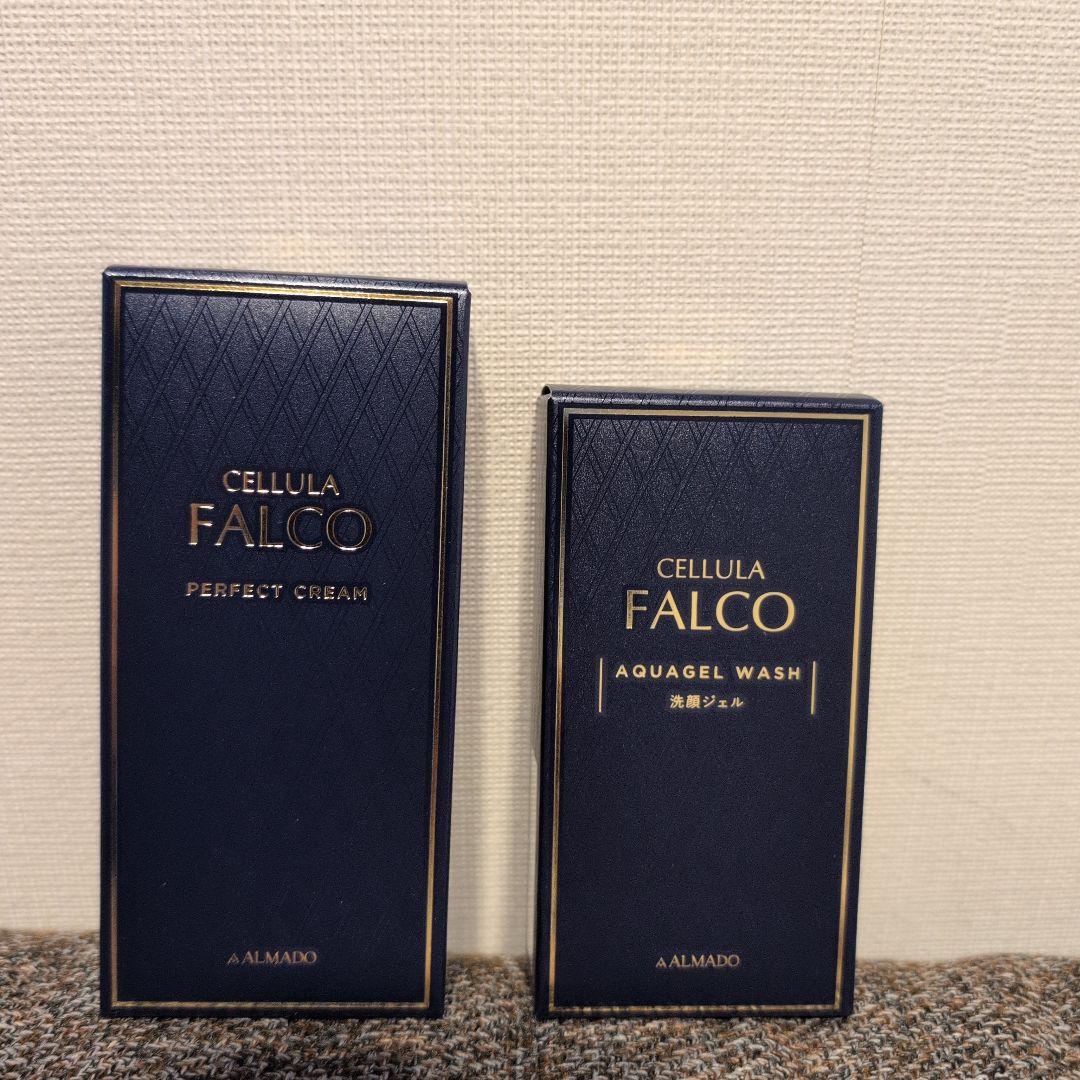 CELLULA
FALCO
PERFECT CREAM
ALMADO
CELLULA
FALCO
AQUAGEL WASH
洗顔ジェル
ALMADO